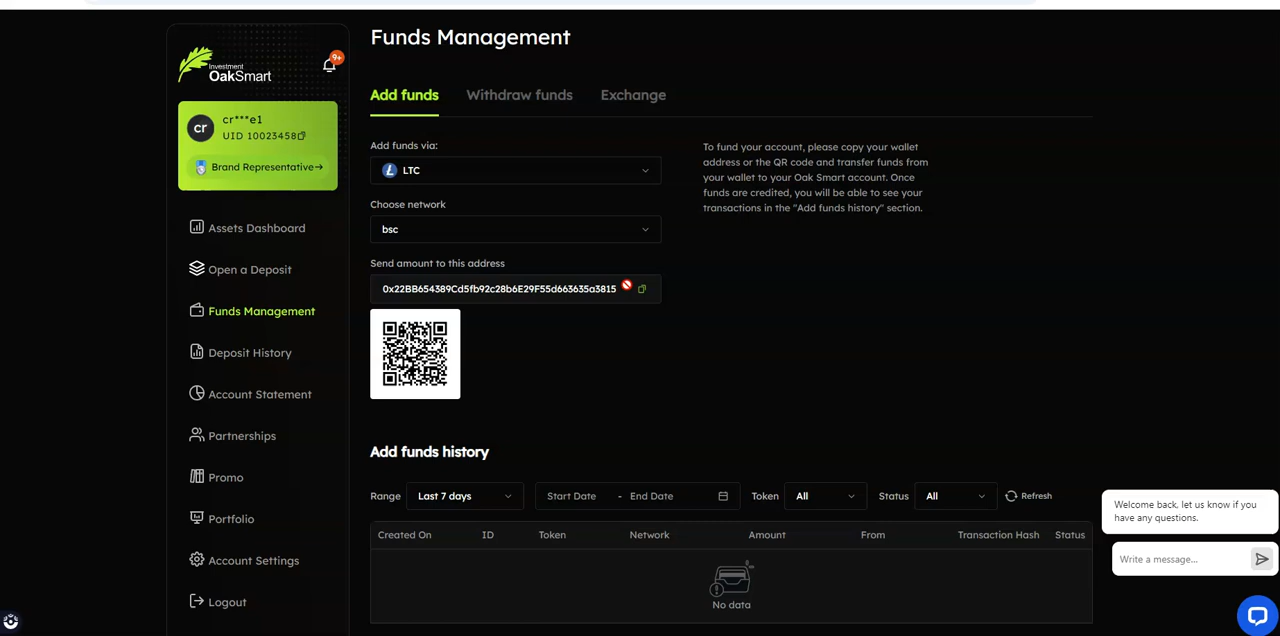 Funds Management
Investment
OakSmart
9+
cr
cr***e1
UID 10023458
Brand Representative→
Assets Dashboard
Open a Deposit
Funds Management
Deposit History
Account Statement
Partnerships
Promo
Portfolio
Account Settings
Logout
Add funds
Withdraw funds
Exchange
Add funds via:
LTC
Choose network
bsc
Send amount to this address
0x22BB654389Cd5fb92c28b6E29F55d663635a3815
To fund your account, please copy your wallet
address or the QR code and transfer funds from
your wallet to your Oak Smart account. Once
funds are credited, you will be able to see your
transactions in the "Add funds history" section.
Add funds history
Range Last 7 days Start Date - End Date Token All Status All Refresh
Created On ID Token Network Amount From Transaction Hash Status
No data
Welcome back, let us know if you
have any questions.
Write a message...